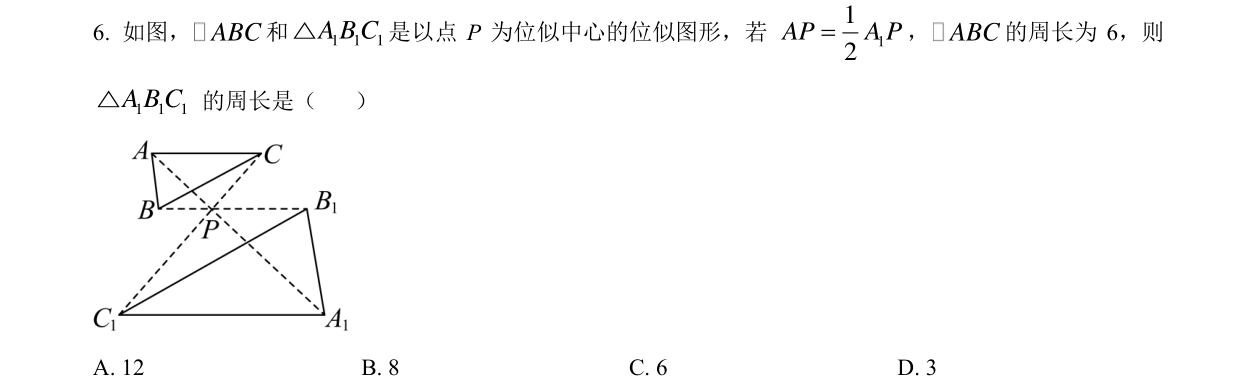 6. 如图，□ABC 和 △A₁B₁C₁ 是以点 P 为位似中心的位似图形，若 AP = 1/2 A₁P，□ABC 的周长为 6，则
△A₁B₁C₁ 的周长是（　　）
A C
B P B₁
C₁ A₁
A. 12 B. 8 C. 6 D. 3